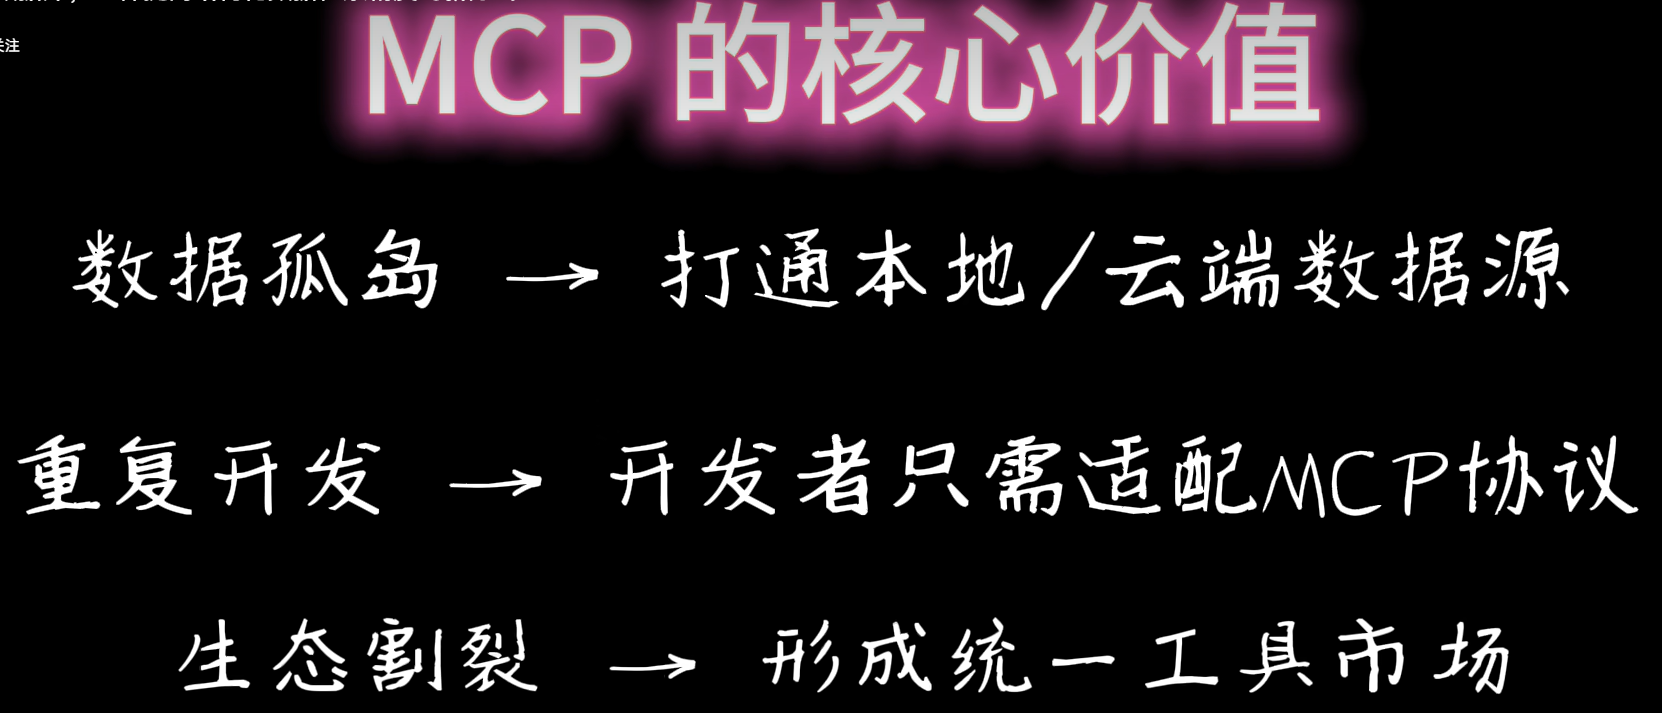 关注
MCP 的核心价值
数据孤岛 → 打通本地/云端数据源
重复开发 → 开发者只需适配MCP协议
生态割裂 → 形成统一工具市场